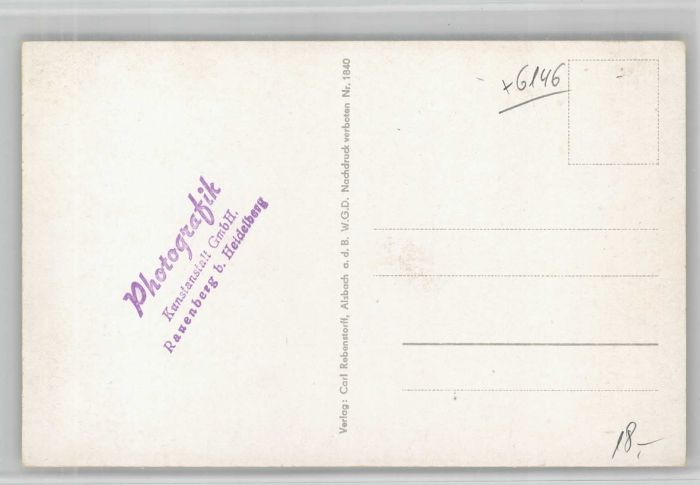 Photografik
Kunstanstalt GmbH.
Rauenberg b. Heidelberg
Verlag: Carl Rebenstorff, Alsbach a. d. B. W.G.D. Nachdruck verboten Nr. 1840
+6146
18,-